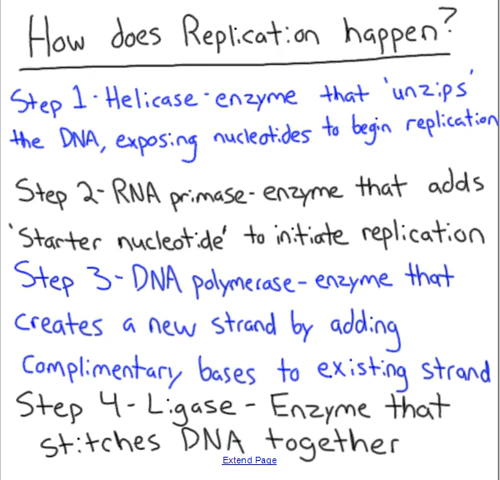 How does Replication happen?
Step 1 - Helicase - enzyme that 'unzips'
the DNA, exposing nucleotides to begin replication
Step 2 - RNA primase - enzyme that adds
'Starter nucleotide' to initiate replication
Step 3 - DNA polymerase - enzyme that
creates a new strand by adding
Complimentary bases to existing strand
Step 4 - Ligase - Enzyme that
stitches DNA together
Extend Page